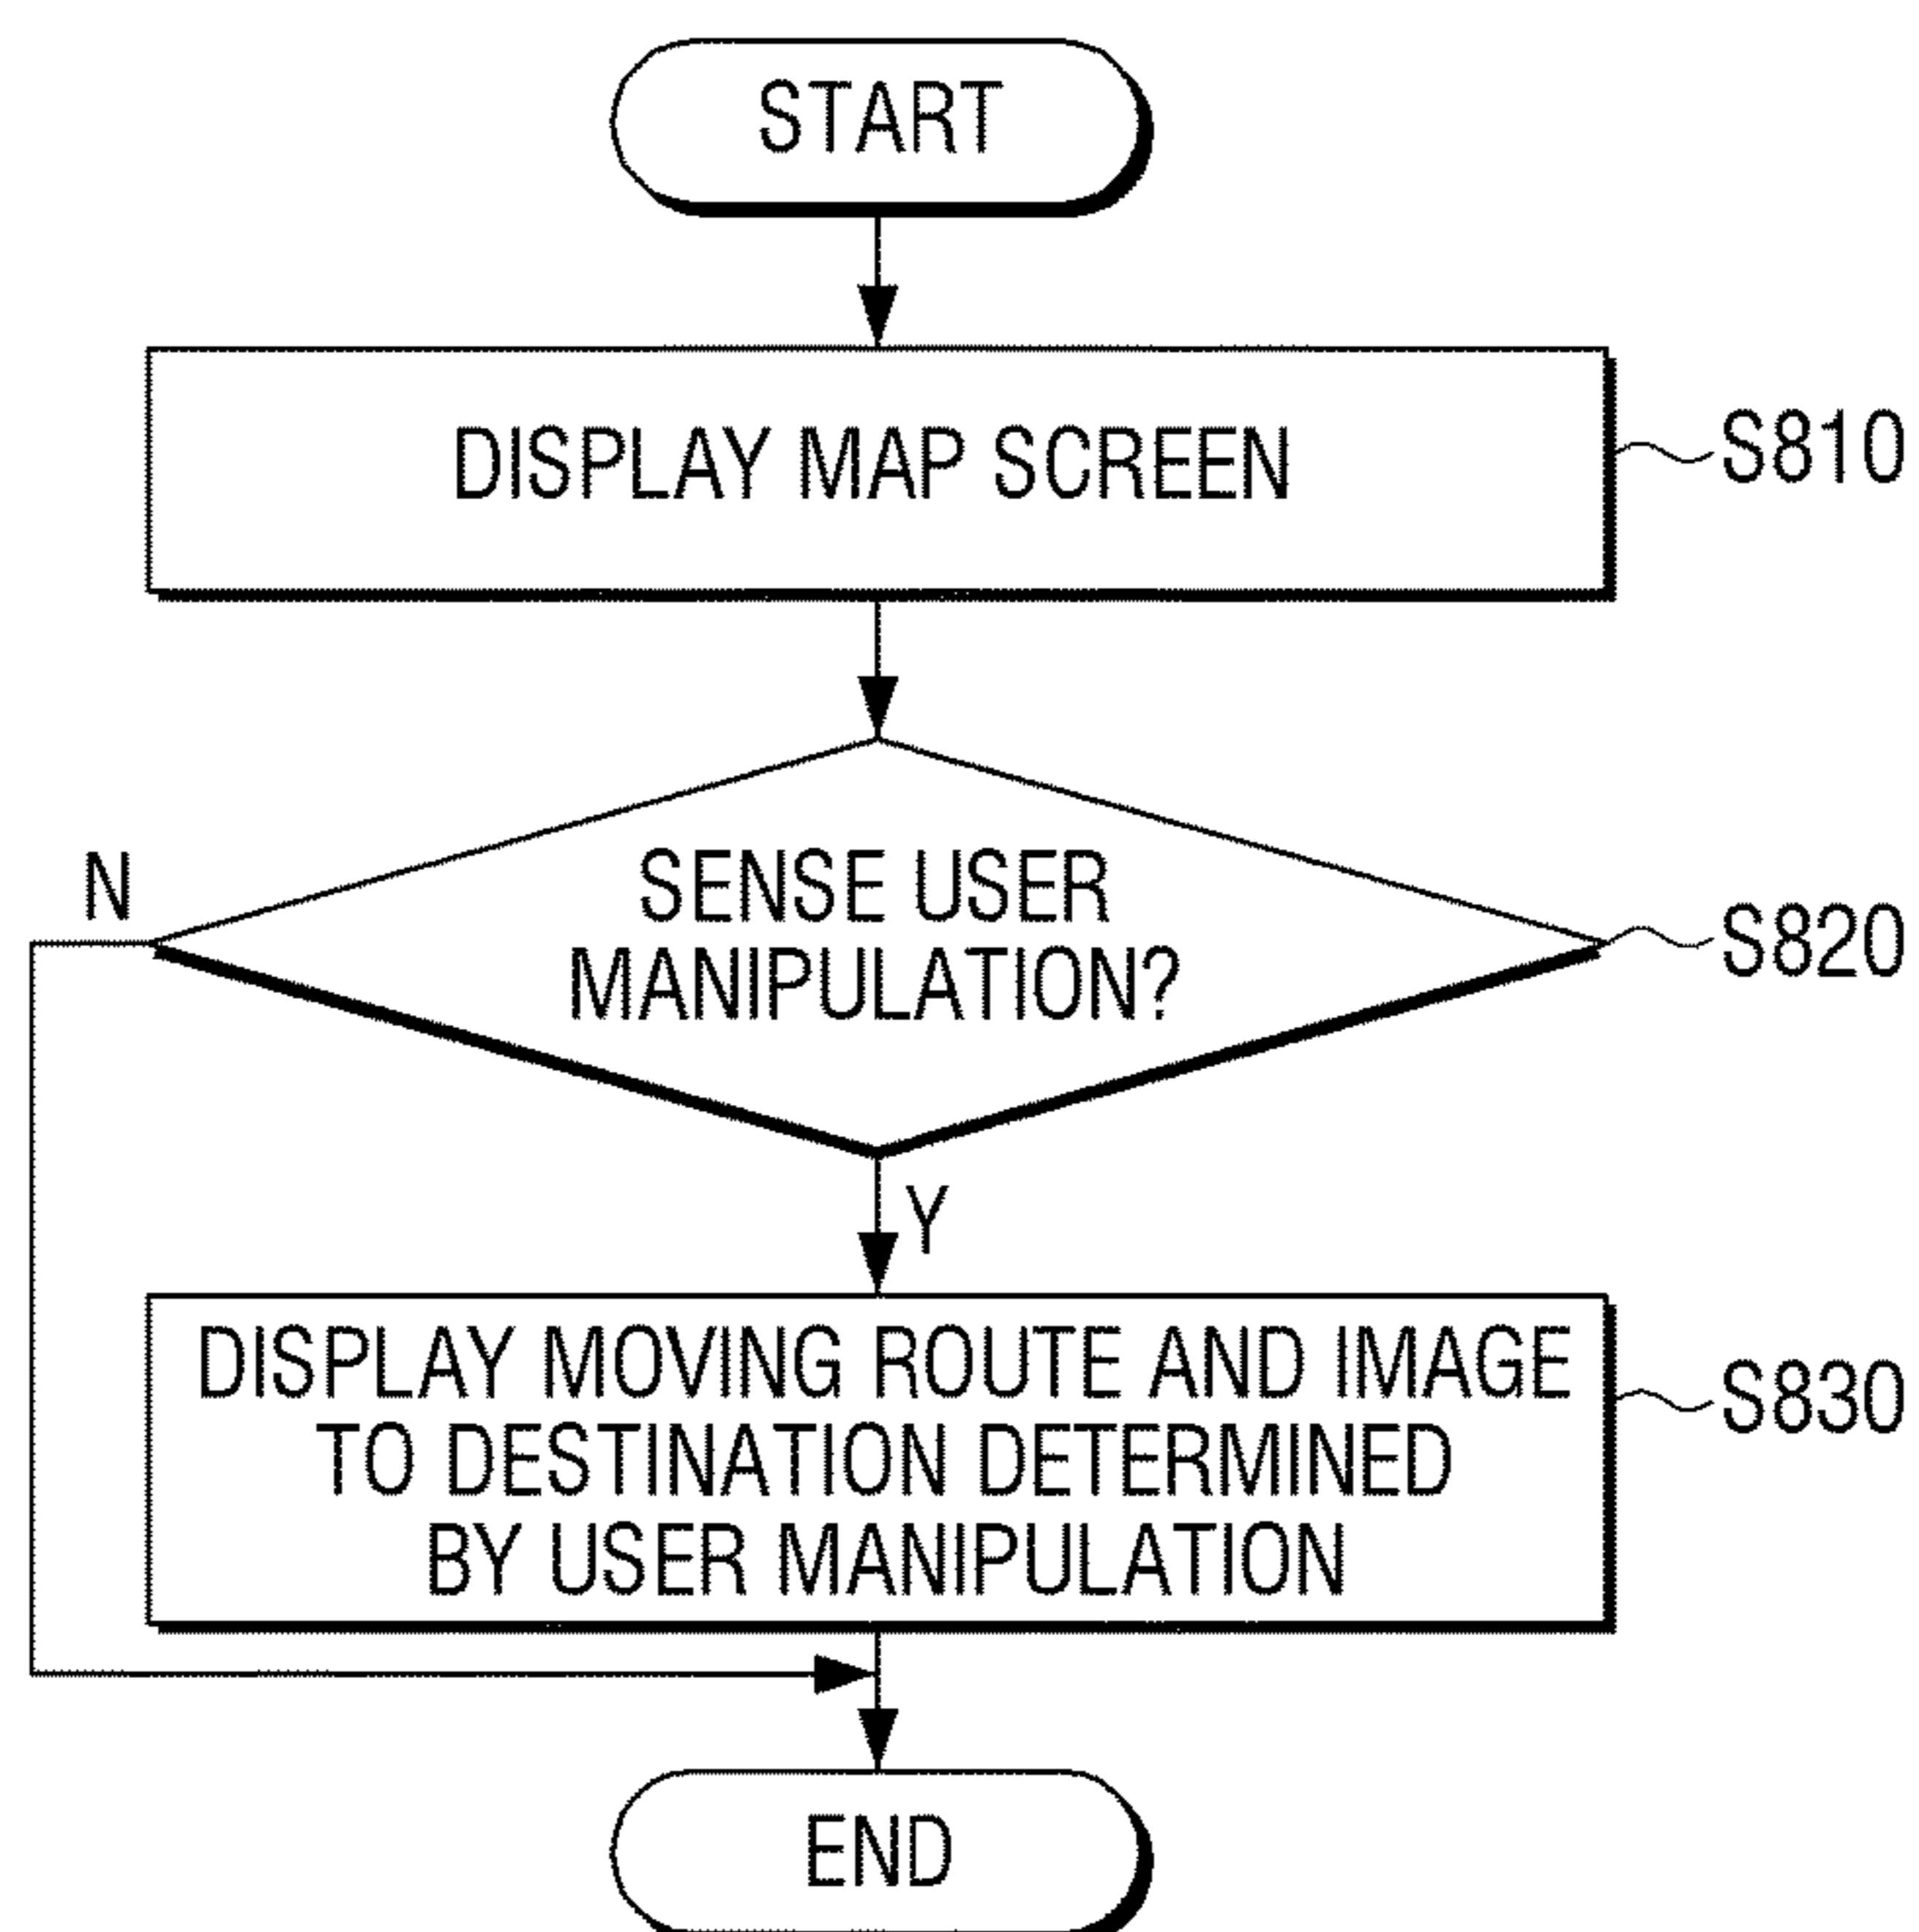 START
DISPLAY MAP SCREEN
S810
N
SENSE USER
MANIPULATION?
S820
Y
DISPLAY MOVING ROUTE AND IMAGE
TO DESTINATION DETERMINED
BY USER MANIPULATION
S830
END